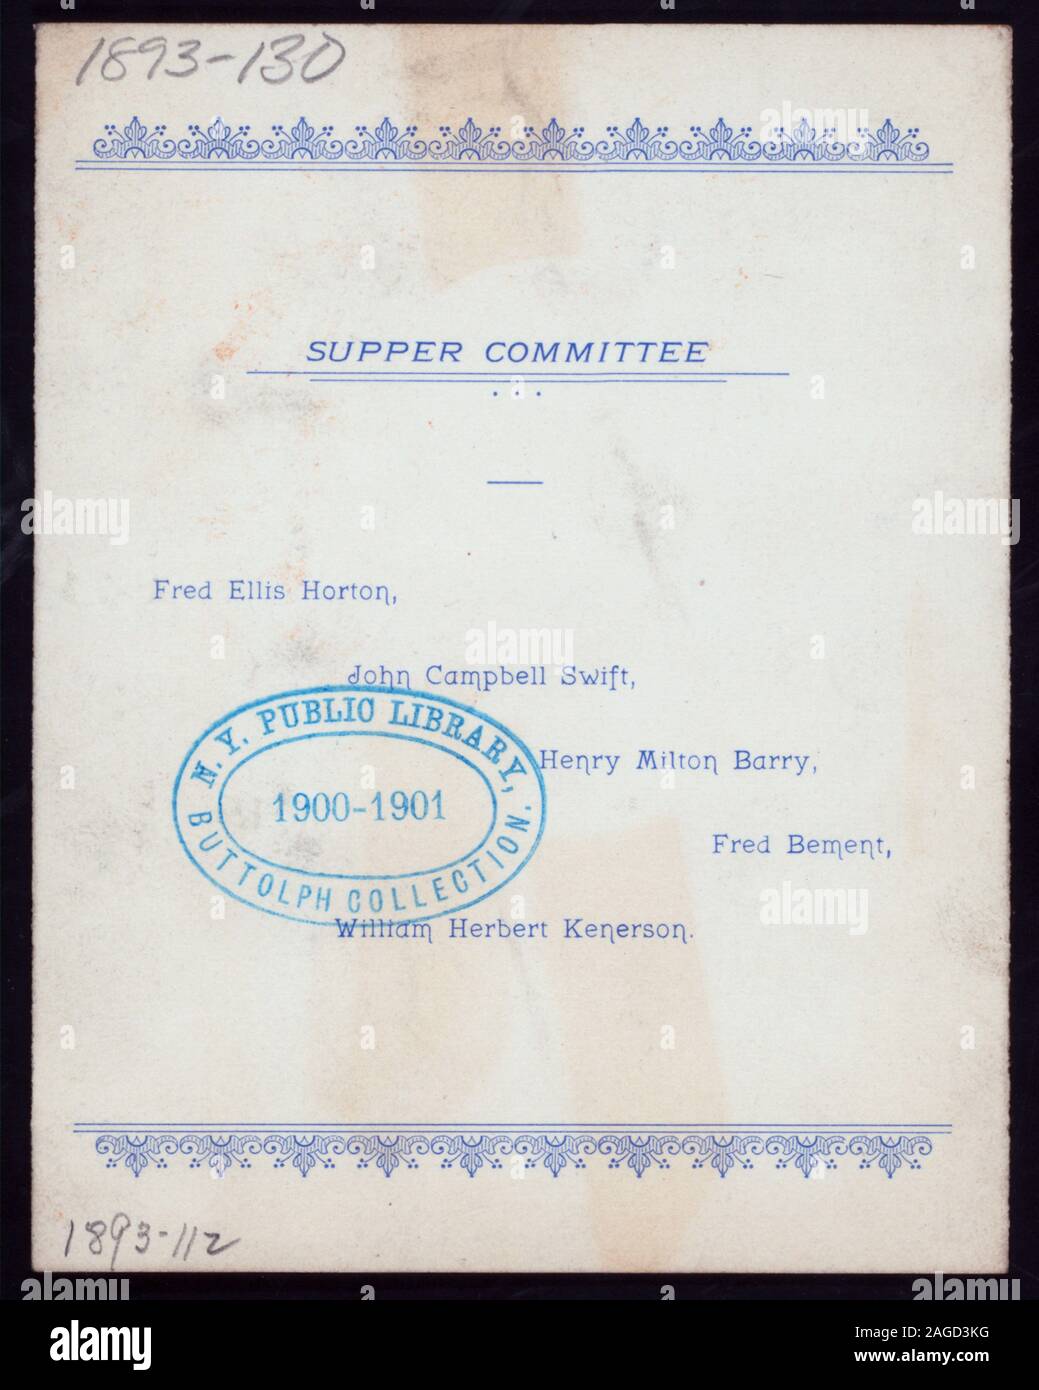 1893-130
SUPPER COMMITTEE
Fred Ellis Horton,
John Campbell Swift,
N. Y. PUBLIC LIBRARY,
1900-1901
BUTTOLPH COLLECTION.
Henry Milton Barry,
Fred Bement,
William Herbert Kenerson.
1893-112
alamy
a
alamy
Image ID: 2AGD3KG
www.alamy.com